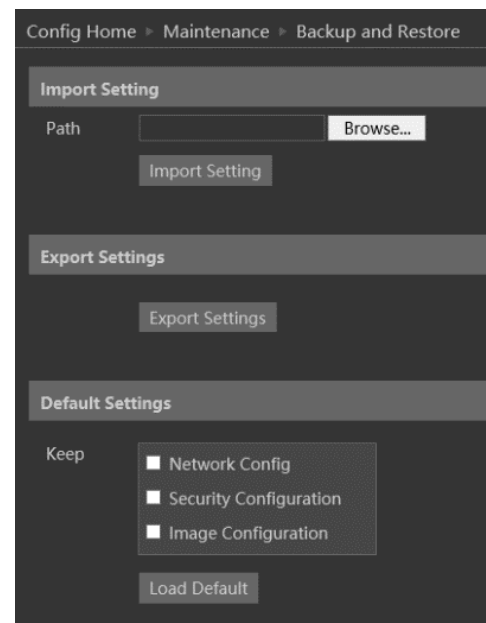 Config Home ▶ Maintenance ▶ Backup and Restore
Import Setting
Path Browse...
Import Setting
Export Settings
Export Settings
Default Settings
Keep
Network Config
Security Configuration
Image Configuration
Load Default